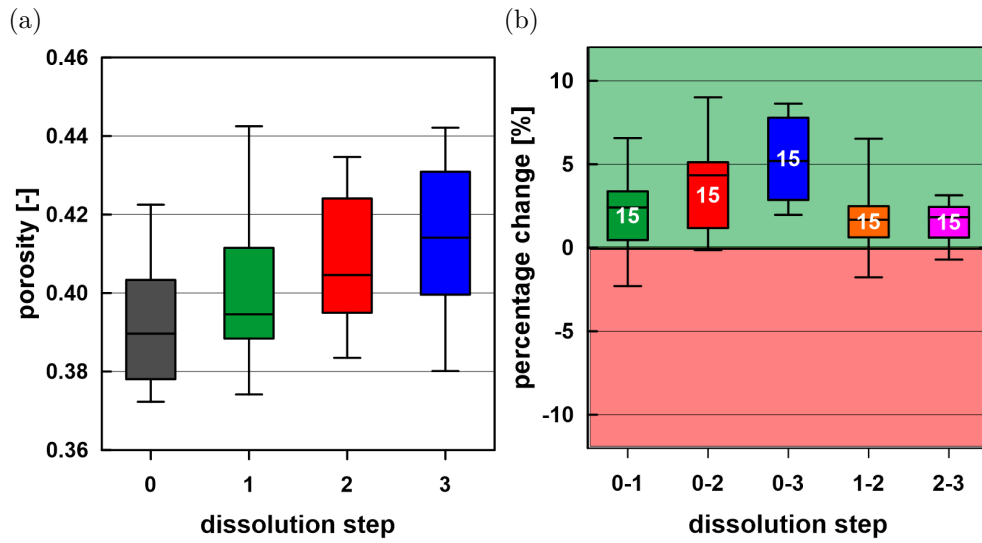 (a)
0.46
0.44
0.42
0.40
0.38
0.36
porosity [-]
0 1 2 3
dissolution step
(b)
10
5
0
-5
-10
percentage change [%]
15 15 15 15 15
0-1 0-2 0-3 1-2 2-3
dissolution step